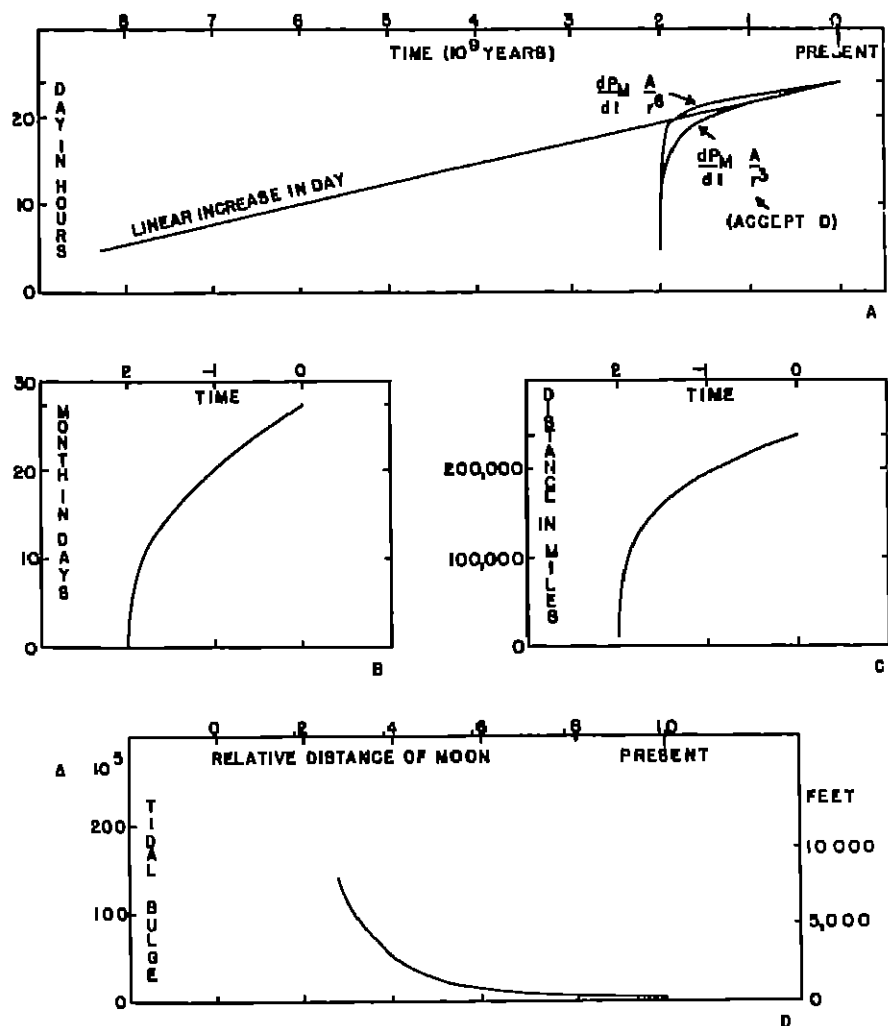 8 7 6 5 4 3 2 1 0
TIME (10⁹ YEARS) PRESENT
DAY IN HOURS
20
10
0
LINEAR INCREASE IN DAY
dPM A
dt r⁶
dPM A
dt r³
(ACCEPT D)
A
2 1 0
TIME
MONTH IN DAYS
30
20
10
0
B
2 1 0
TIME
DISTANCE IN MILES
200,000
100,000
0
C
0 .2 .4 .6 .8 1.0
RELATIVE DISTANCE OF MOON PRESENT
Δ 10⁵
TIDAL BULGE
200
100
0
FEET
10 000
5,000
0
D